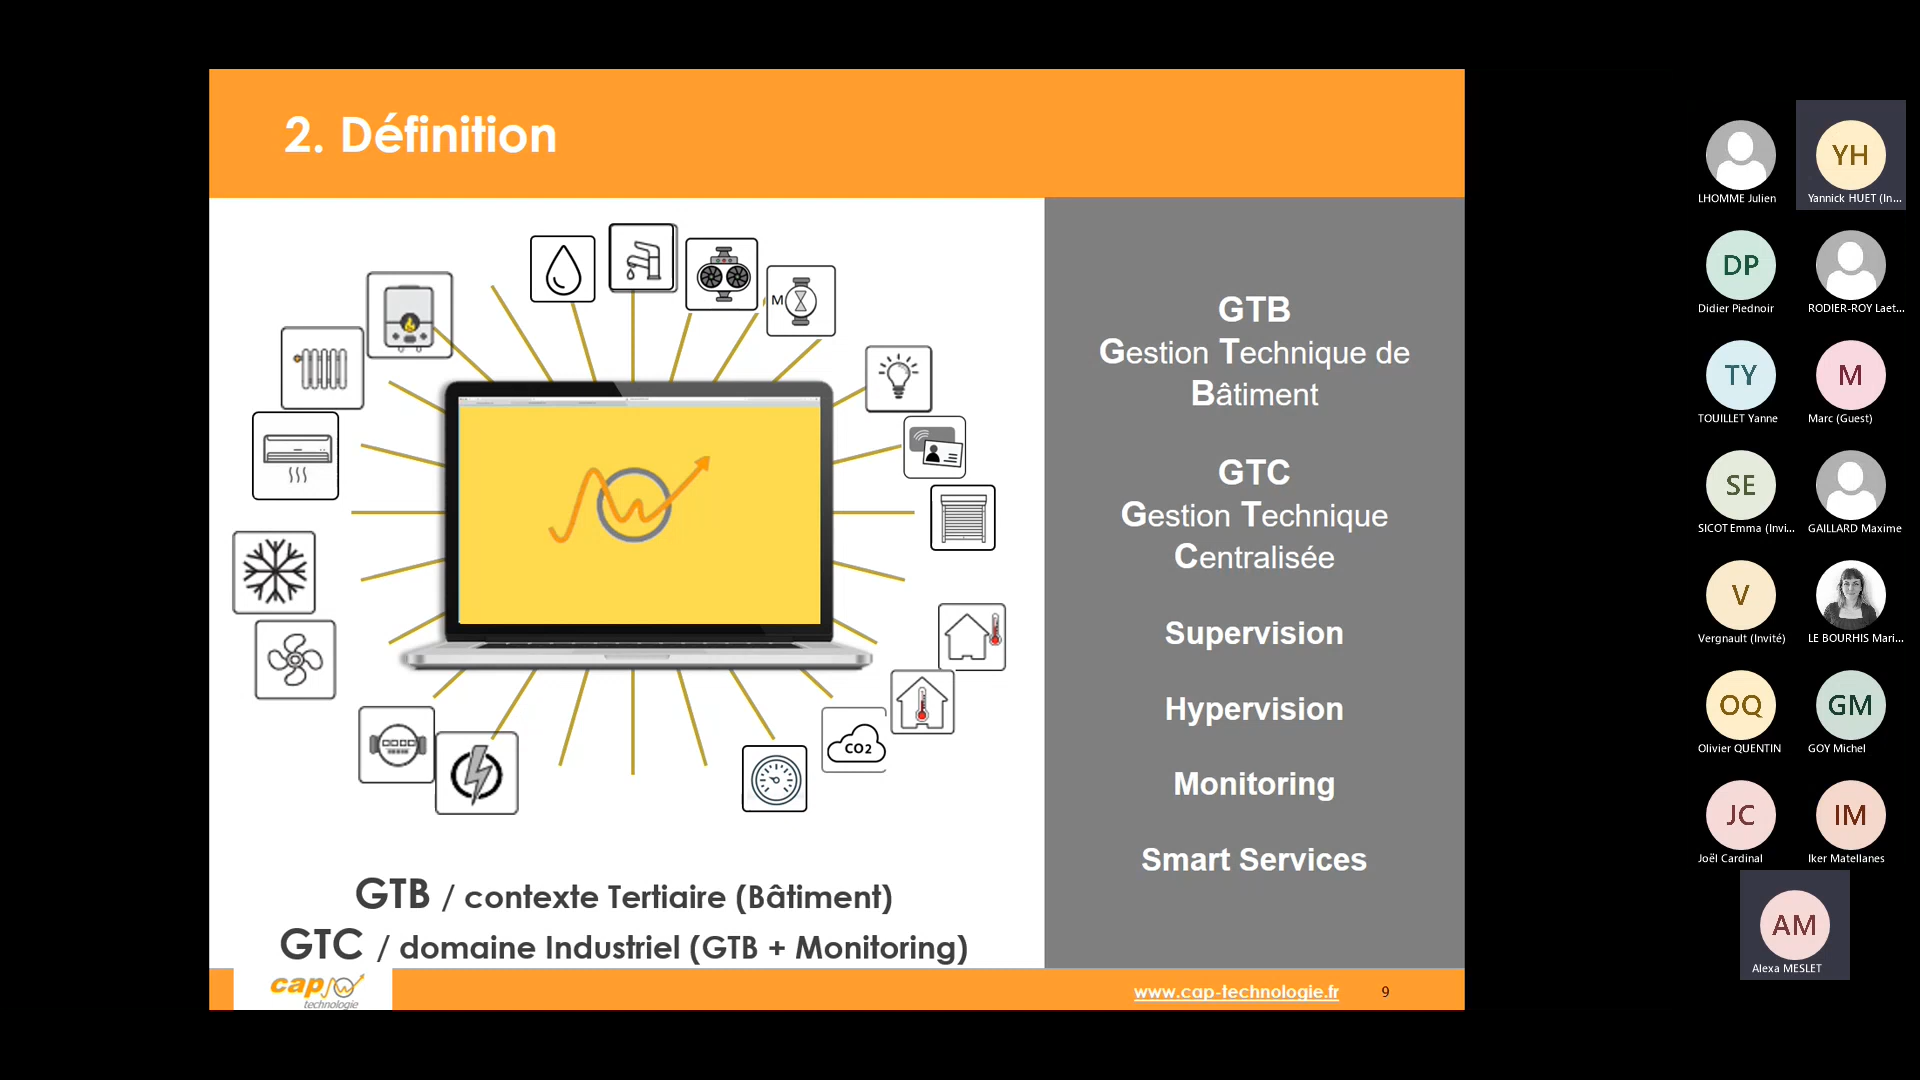 2. Définition
M
CO2
GTB / contexte Tertiaire (Bâtiment)
GTC / domaine Industriel (GTB + Monitoring)
GTB
Gestion Technique de
Bâtiment
GTC
Gestion Technique
Centralisée
Supervision
Hypervision
Monitoring
Smart Services
cap
technologie
www.cap-technologie.fr
9
LHOMME Julien
YH
Yannick HUET (In...
DP
Didier Piednoir
RODIER-ROY Laet...
TY
TOUILLET Yanne
M
Marc (Guest)
SE
SICOT Emma (Invi...
GAILLARD Maxime
V
Vergnault (Invité)
LE BOURHIS Mari...
OQ
Olivier QUENTIN
GM
GOY Michel
JC
Joël Cardinal
IM
Iker Matellanes
AM
Alexa MESLET